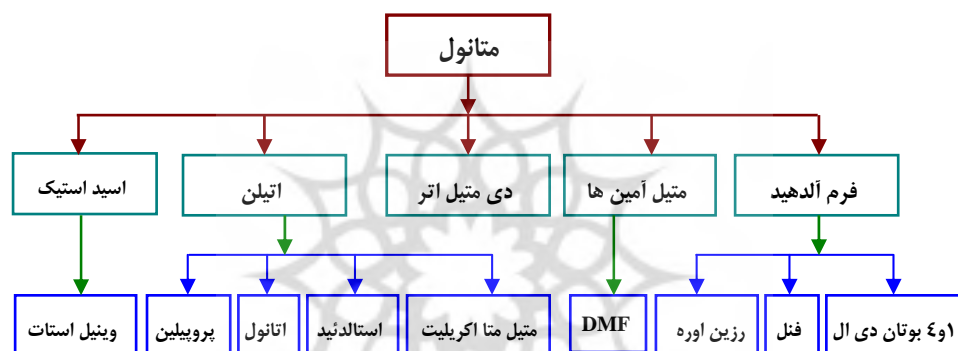 متانول
فرم آلدهید
متیل آمین ها
دی متیل اتر
اتیلن
اسید استیک
۱و٤ بوتان دی ال
فنل
رزین اوره
DMF
متیل متا اکریلیت
استالدئید
اتانول
پروپیلین
وینیل استات